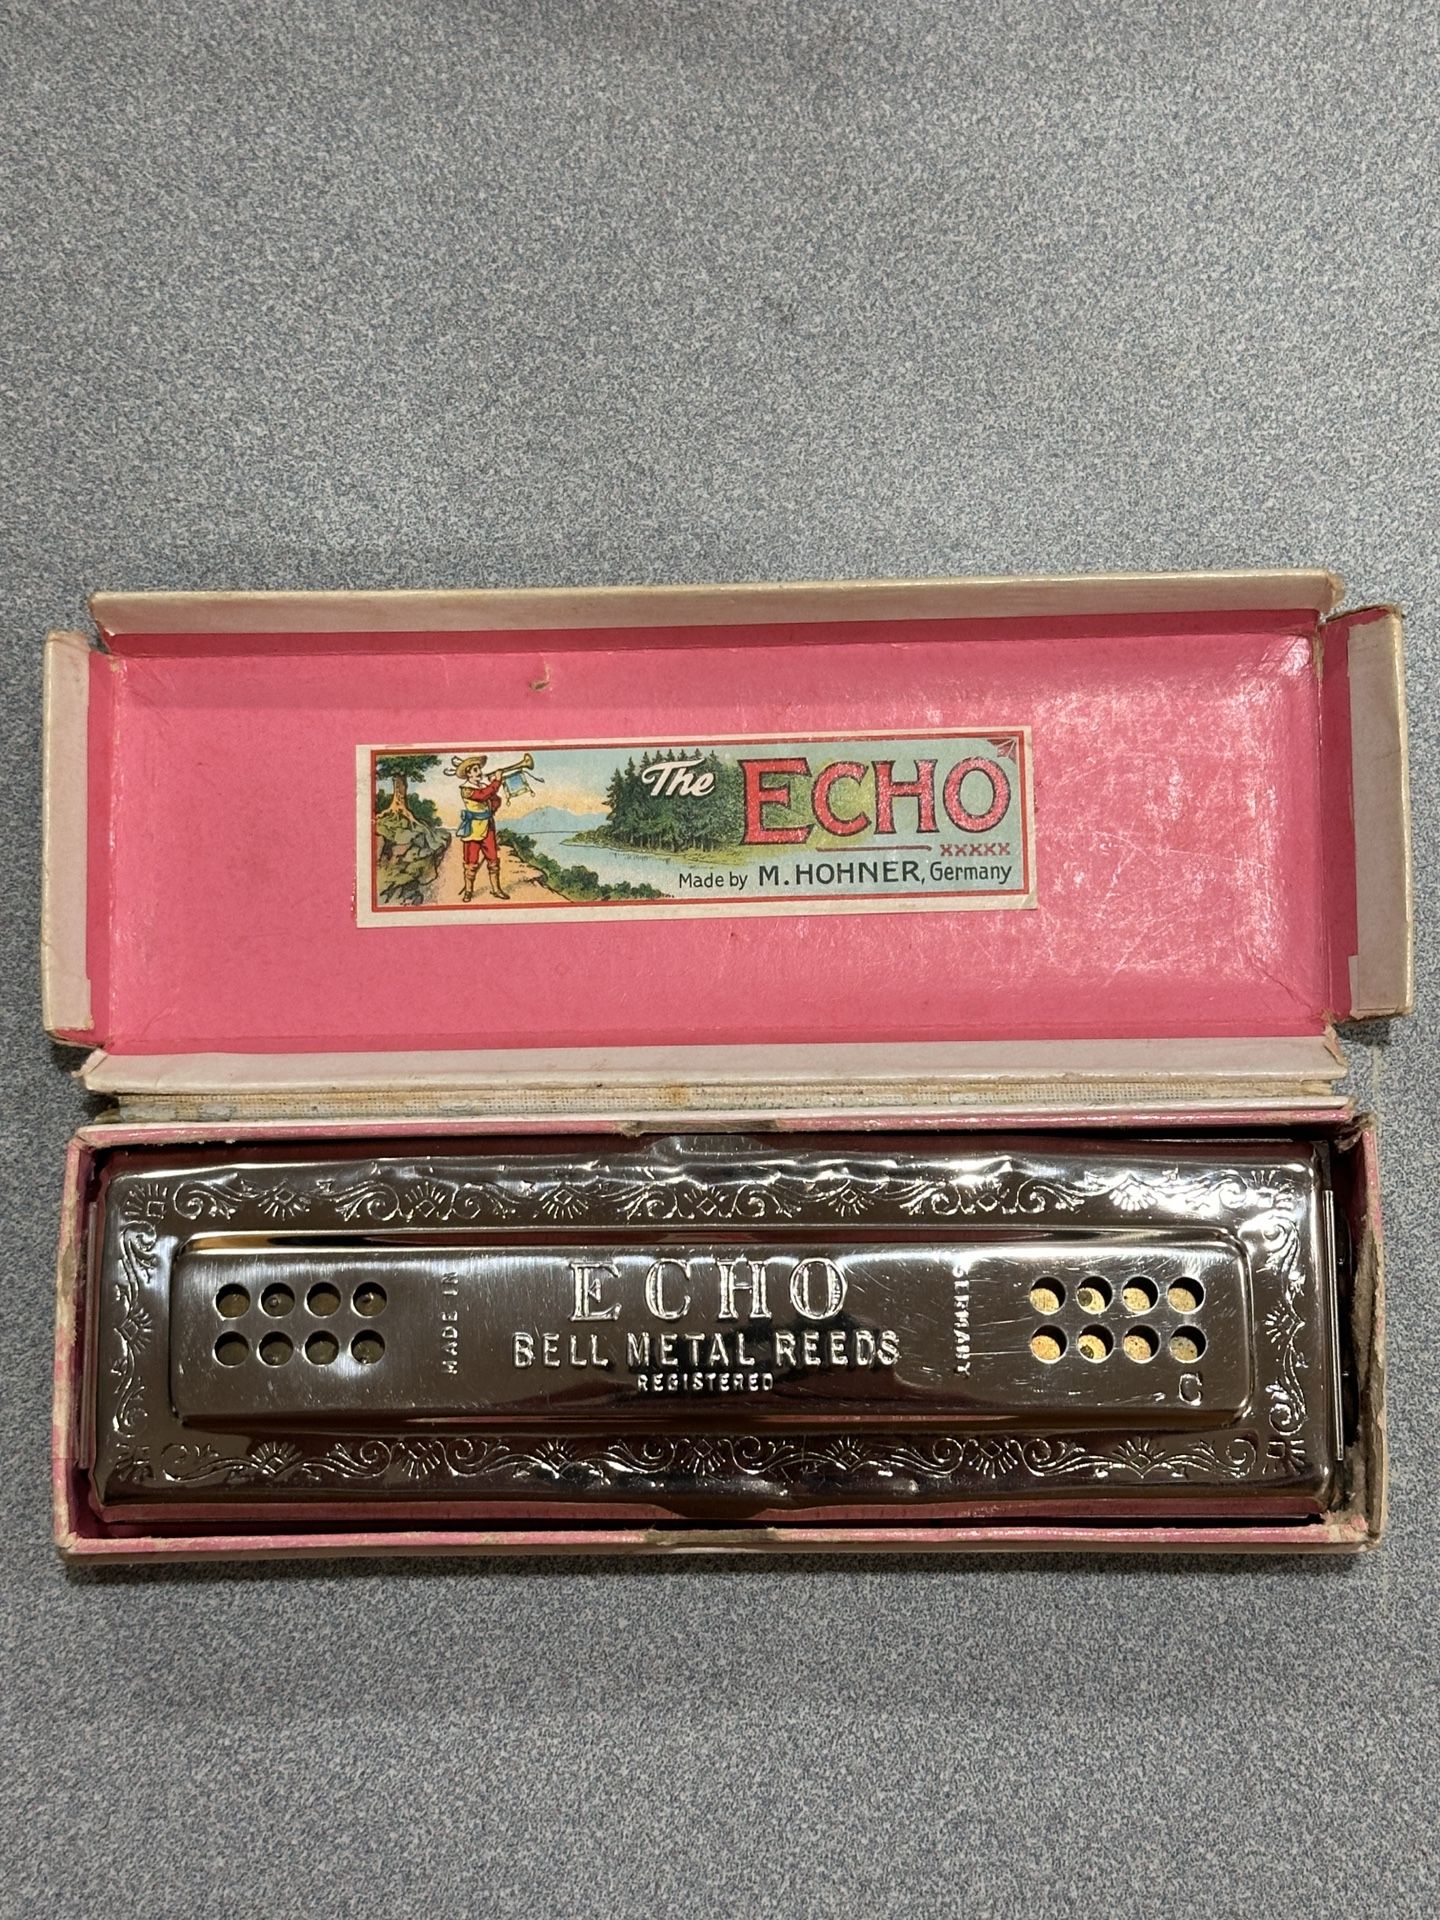 The ECHO
xxxxx
Made by M. HOHNER, Germany
MADE IN
ECHO
BELL METAL REEDS
REGISTERED
GERMANY
C